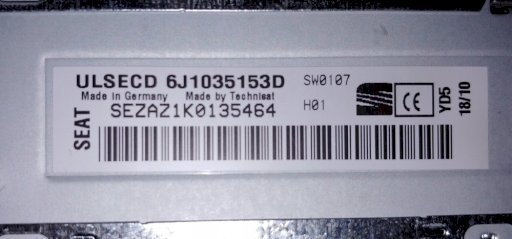 ULSECD 6J1035153D SW0107
Made in Germany Made by Technisat
SEZAZ1K0135464 H01
SEAT
CE
YD5
18/10